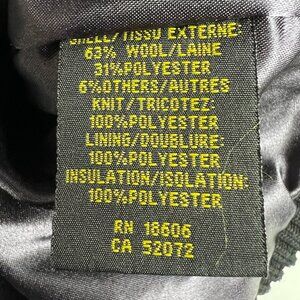 SHELL/TISSU EXTERNE:
63% WOOL/LAINE
31%POLYESTER
6%OTHERS/AUTRES
KNIT/TRICOTEZ:
100%POLYESTER
LINING/DOUBLURE:
100%POLYESTER
INSULATION/ISOLATION:
100%POLYESTER
RN 18606
CA 52072